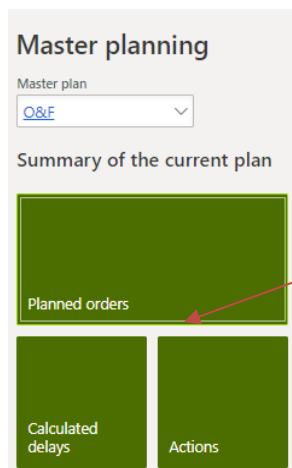 Master planning
Master plan
O&F
Summary of the current plan
Planned orders
Calculated
delays
Actions